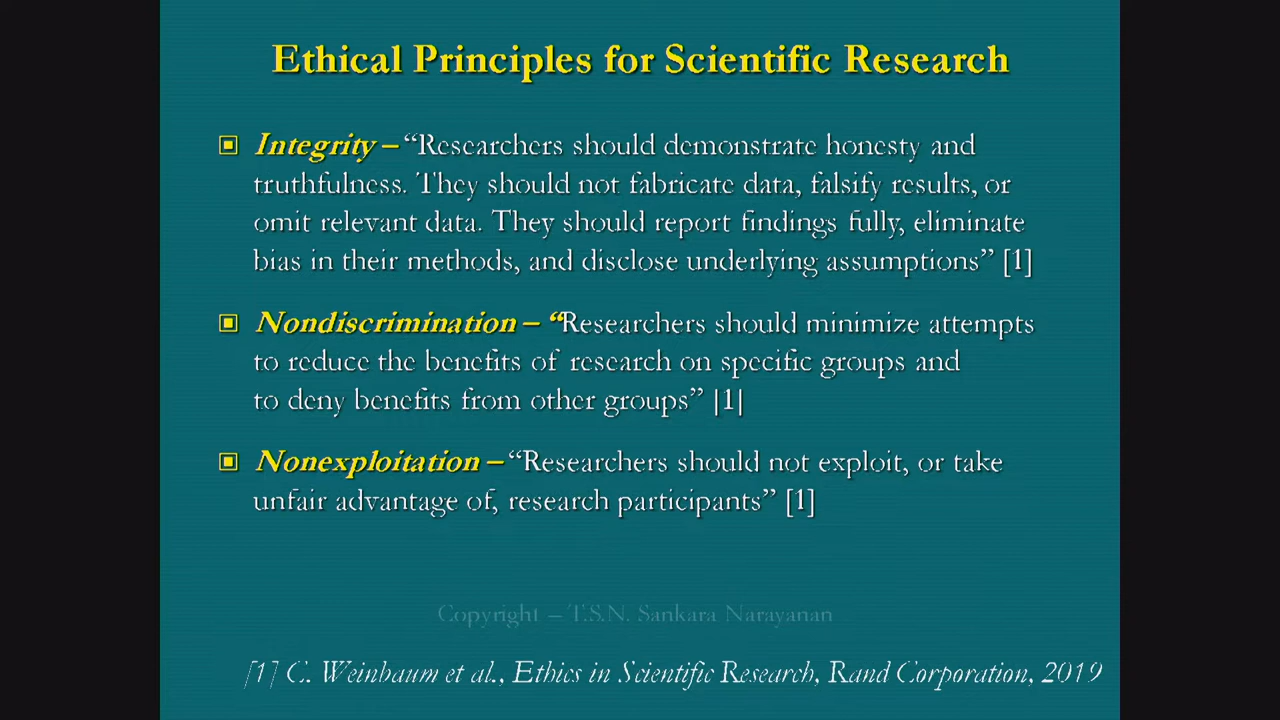 Ethical Principles for Scientific Research
Integrity – “Researchers should demonstrate honesty and
truthfulness. They should not fabricate data, falsify results, or
omit relevant data. They should report findings fully, eliminate
bias in their methods, and disclose underlying assumptions” [1]
Nondiscrimination – “Researchers should minimize attempts
to reduce the benefits of research on specific groups and
to deny benefits from other groups” [1]
Nonexploitation – “Researchers should not exploit, or take
unfair advantage of, research participants” [1]
Copyright – T.S.N. Sankara Narayanan
[1] C. Weinbaum et al., Ethics in Scientific Research, Rand Corporation, 2019